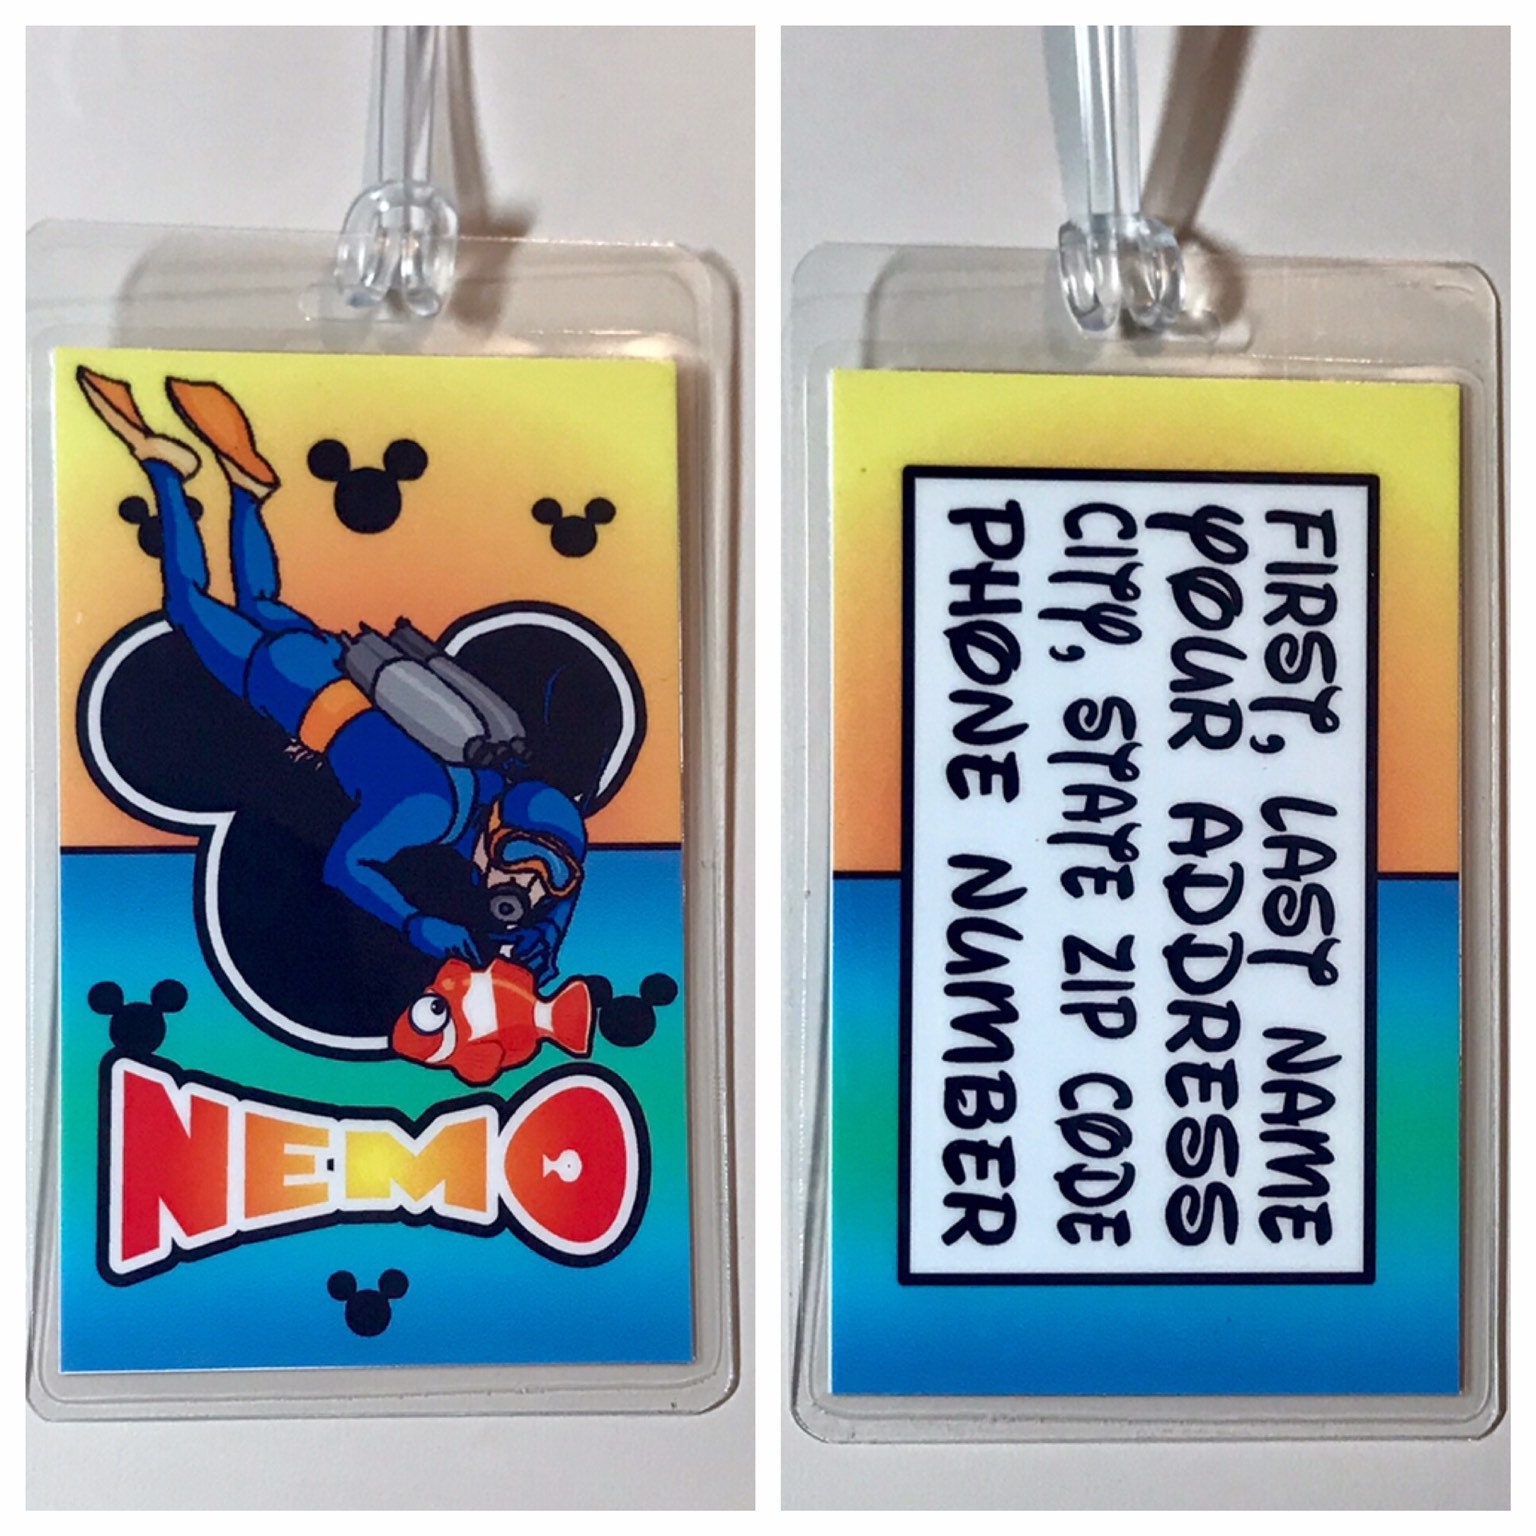 NEMO
FIRST, LAST NAME
YOUR ADDRESS
CITY, STATE ZIP CODE
PHONE NUMBER